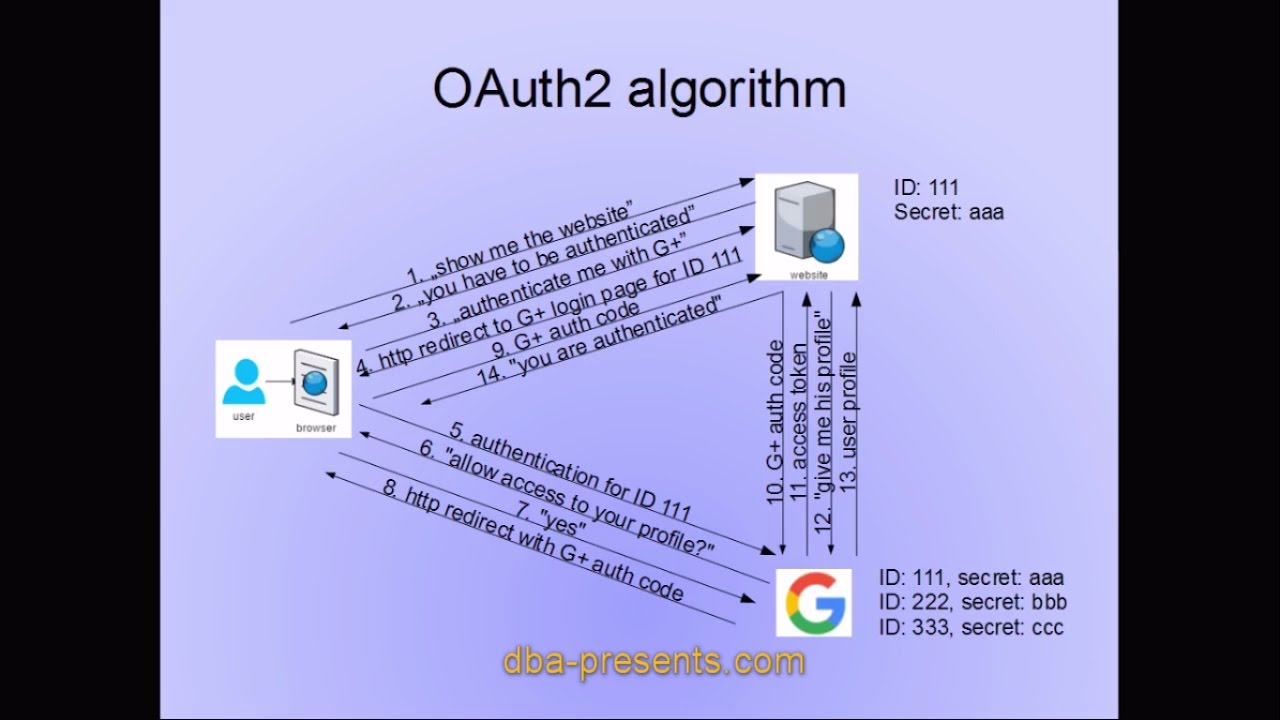 OAuth2 algorithm
ID: 111
Secret: aaa
1. „show me the website”
2. „you have to be authenticated”
3. „authenticate me with G+”
4. http redirect to G+ login page for ID 111
9. G+ auth code
14. "you are authenticated"
website
user
browser
5. authentication for ID 111
6. "allow access to your profile?"
7. "yes"
8. http redirect with G+ auth code
10. G+ auth code
11. access token
12. "give me his profile"
13. user profile
ID: 111, secret: aaa
ID: 222, secret: bbb
ID: 333, secret: ccc
dba-presents.com